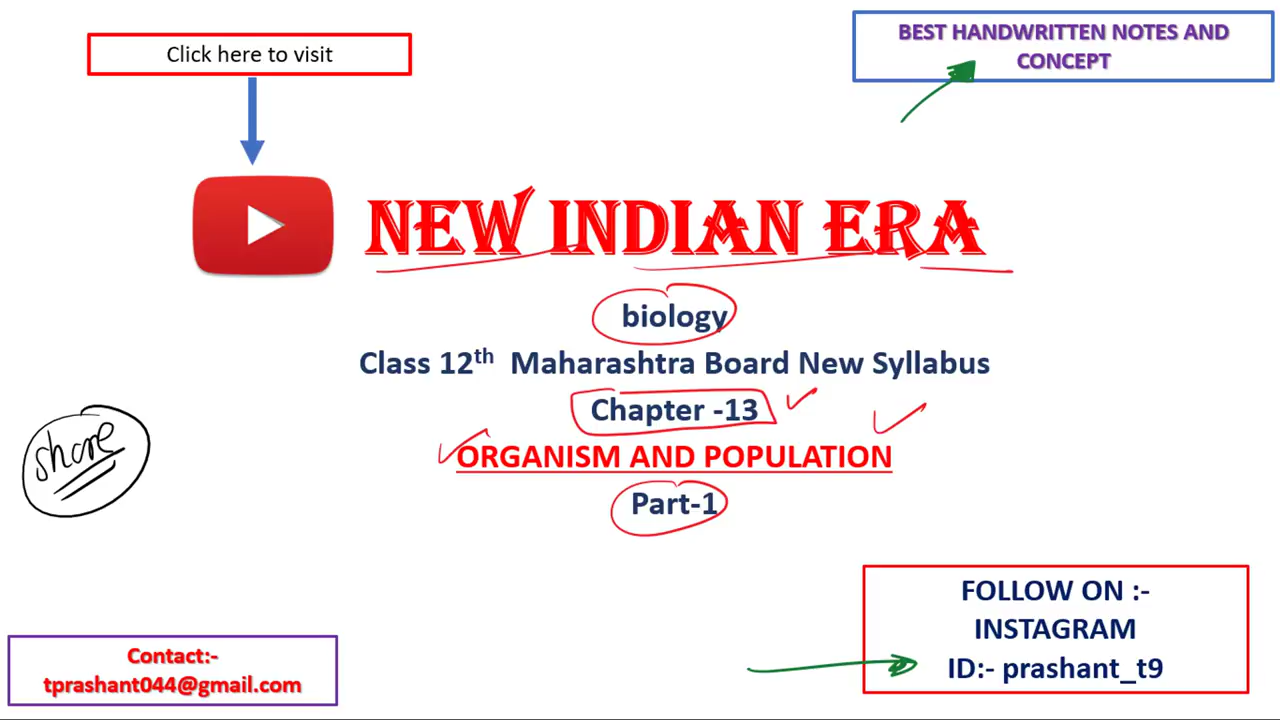 Click here to visit
BEST HANDWRITTEN NOTES AND
CONCEPT
NEW INDIAN ERA
biology
Class 12th Maharashtra Board New Syllabus
Chapter -13
share
ORGANISM AND POPULATION
Part-1
FOLLOW ON :-
INSTAGRAM
ID:- prashant_t9
Contact:-
tprashant044@gmail.com